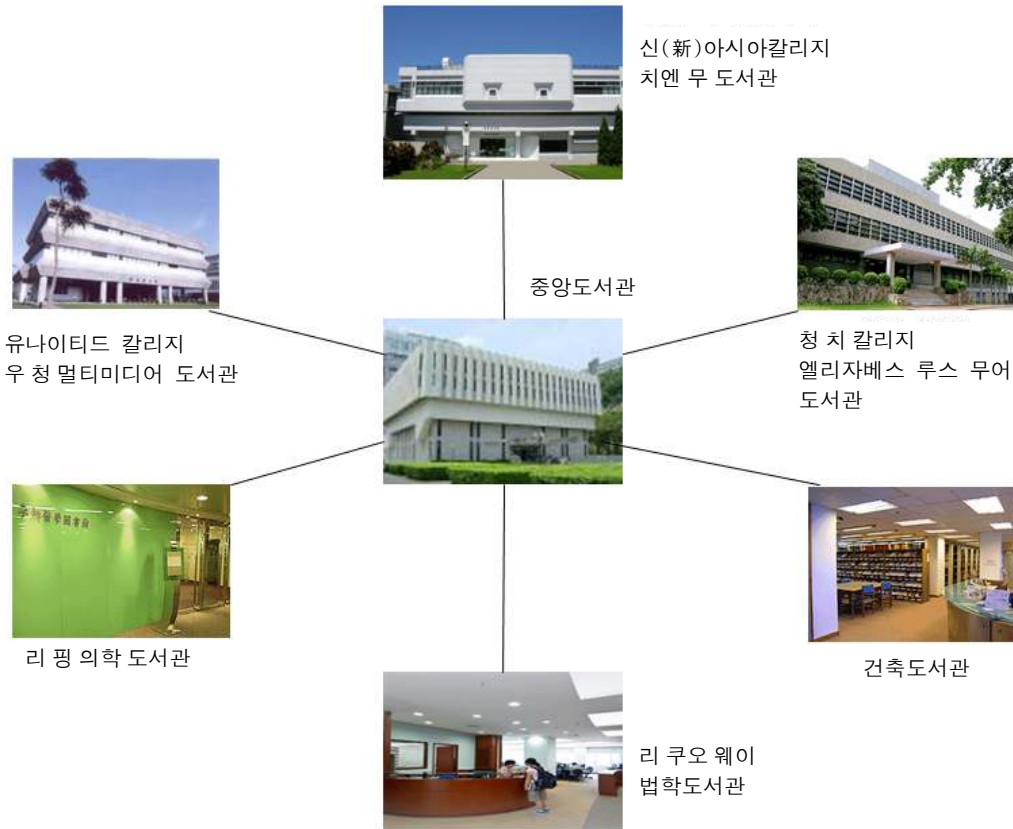 신(新)아시아칼리지
치엔 무 도서관
중앙도서관
유나이티드 칼리지
우 청 멀티미디어 도서관
청 치 칼리지
엘리자베스 루스 무어
도서관
리 핑 의학 도서관
건축도서관
리 쿠오 웨이
법학도서관